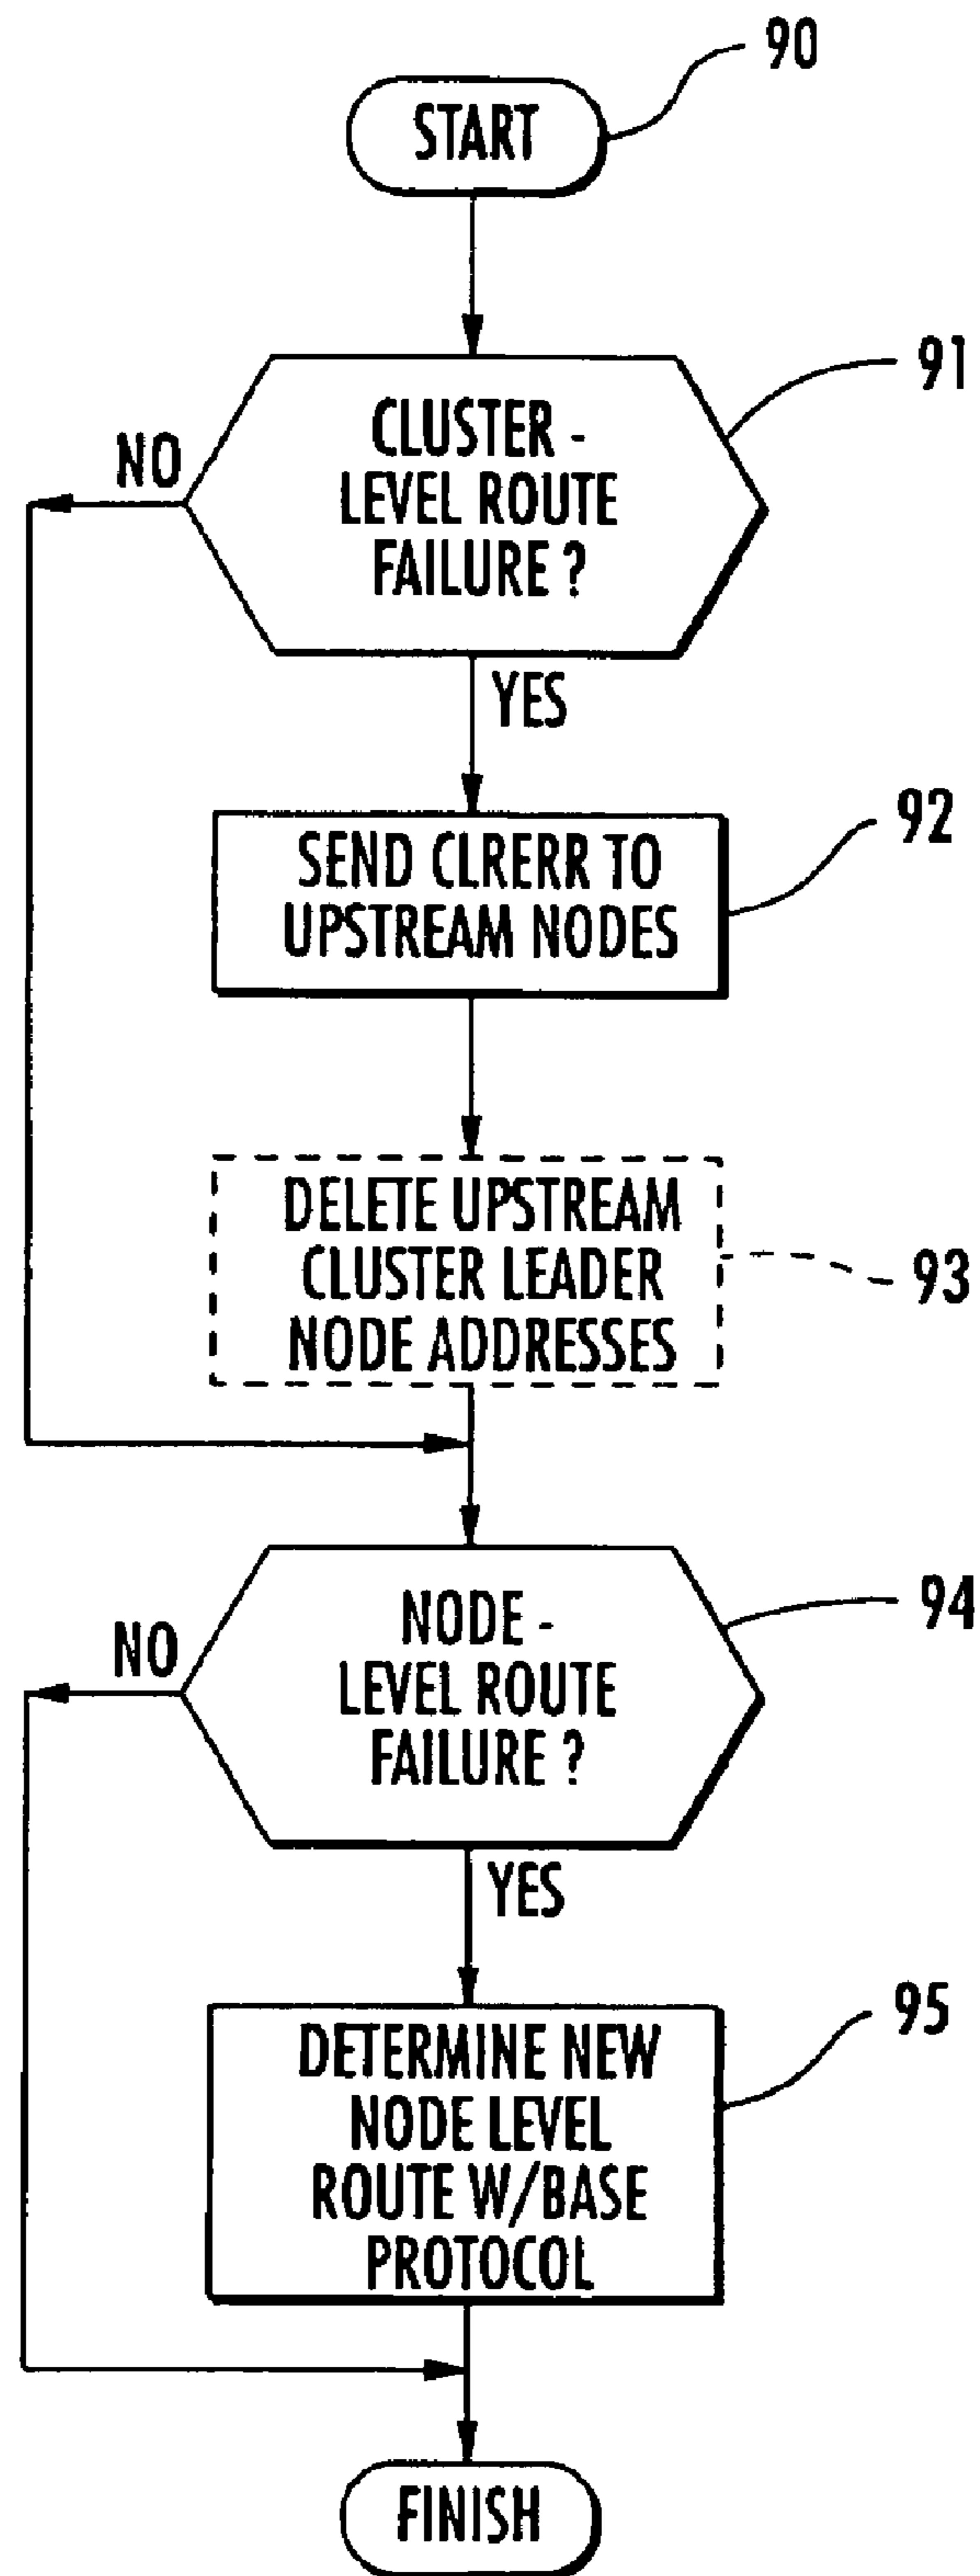 90
START
91
CLUSTER -
LEVEL ROUTE
FAILURE ?
NO
YES
92
SEND CLRERR TO
UPSTREAM NODES
DELETE UPSTREAM
CLUSTER LEADER
NODE ADDRESSES
93
NODE -
LEVEL ROUTE
FAILURE ?
94
NO
YES
95
DETERMINE NEW
NODE LEVEL
ROUTE W/BASE
PROTOCOL
FINISH